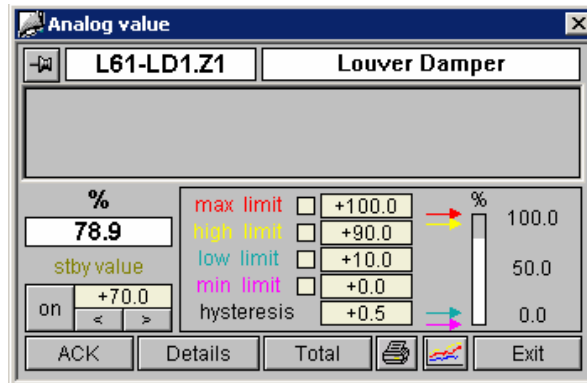 Analog value
L61-LD1.Z1 Louver Damper
%
78.9
stby value
on +70.0
< >
max limit +100.0
high limit +90.0
low limit +10.0
min limit +0.0
hysteresis +0.5
%
100.0
50.0
0.0
ACK Details Total Exit